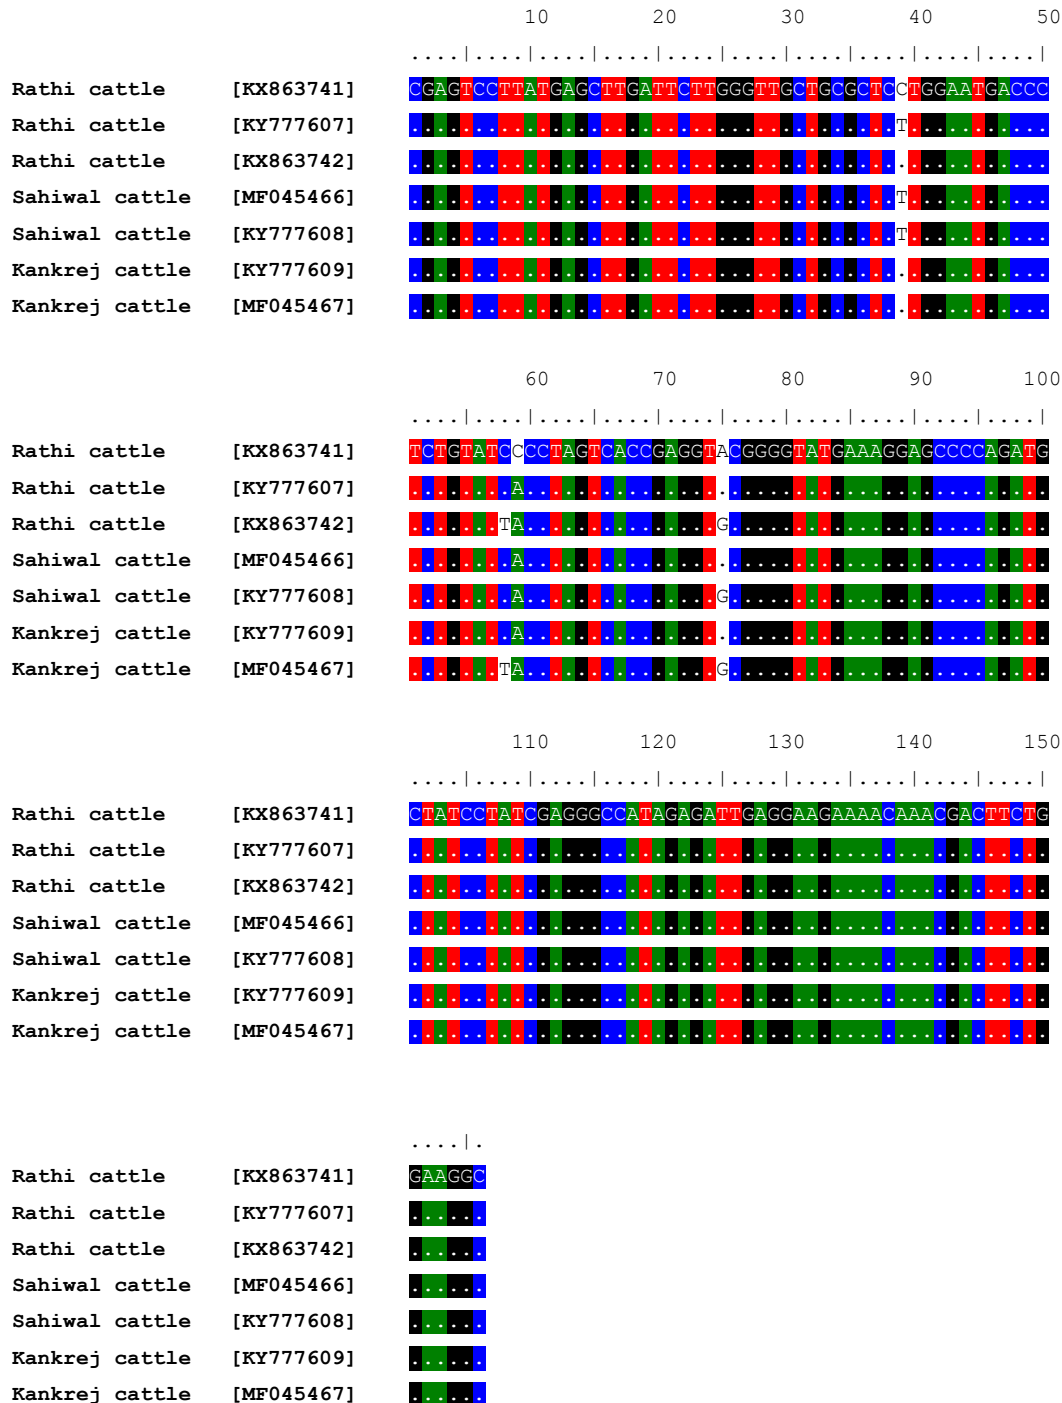 10 20 30 40 50
....|....|....|....|....|....|....|....|....|....|
Rathi cattle [KX863741] CGAGTCCTTATGAGCTTGATTCTTGGGTTGCTGCGCTCCTGGAATGACCC
Rathi cattle [KY777607] ......................................T...........
Rathi cattle [KX863742] ..................................................
Sahiwal cattle [MF045466] ......................................T...........
Sahiwal cattle [KY777608] ......................................T...........
Kankrej cattle [KY777609] ..................................................
Kankrej cattle [MF045467] ..................................................
60 70 80 90 100
....|....|....|....|....|....|....|....|....|....|
Rathi cattle [KX863741] TCTGTATCCCCTAGTCACCGAGGTACGGGGTATGAAAGGAGCCCCAGATG
Rathi cattle [KY777607] ........A.........................................
Rathi cattle [KX863742] .......TA...............G.........................
Sahiwal cattle [MF045466] ........A.........................................
Sahiwal cattle [KY777608] ........A...............G.........................
Kankrej cattle [KY777609] ........A.........................................
Kankrej cattle [MF045467] .......TA...............G.........................
110 120 130 140 150
....|....|....|....|....|....|....|....|....|....|
Rathi cattle [KX863741] CTATCCTATCGAGGGCCATAGAGATTGAGGAAGAAAACAAACGACTTCTG
Rathi cattle [KY777607] ..................................................
Rathi cattle [KX863742] ..................................................
Sahiwal cattle [MF045466] ..................................................
Sahiwal cattle [KY777608] ..................................................
Kankrej cattle [KY777609] ..................................................
Kankrej cattle [MF045467] ..................................................
....|.
Rathi cattle [KX863741] GAAGGC
Rathi cattle [KY777607] ......
Rathi cattle [KX863742] ......
Sahiwal cattle [MF045466] ......
Sahiwal cattle [KY777608] ......
Kankrej cattle [KY777609] ......
Kankrej cattle [MF045467] ......